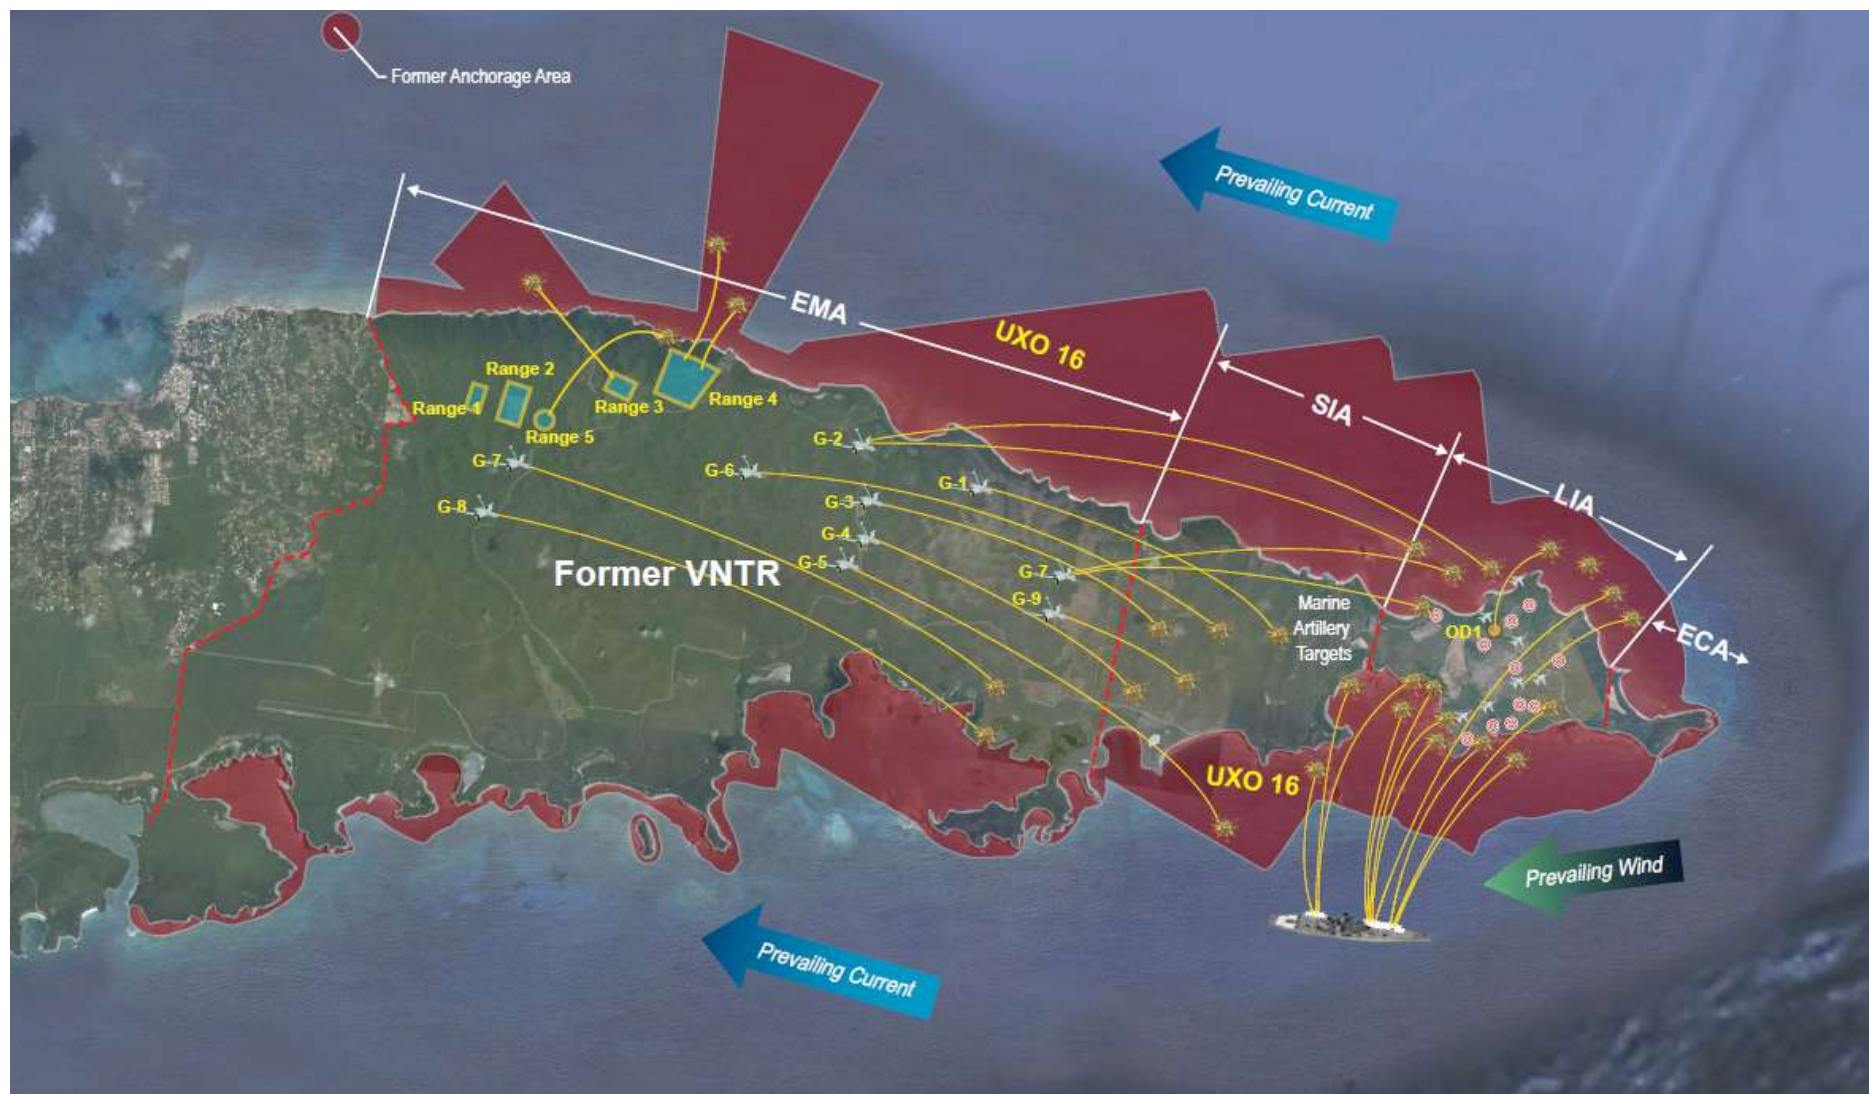 Former Anchorage Area
Prevailing Current
EMA
UXO 16
SIA
LIA
ECA
Range 1
Range 2
Range 3
Range 4
Range 5
G-7
G-8
G-6
G-2
G-3
G-1
G-4
G-5
G-7
G-9
Former VNTR
Marine
Artillery
Targets
OD1
UXO 16
Prevailing Wind
Prevailing Current